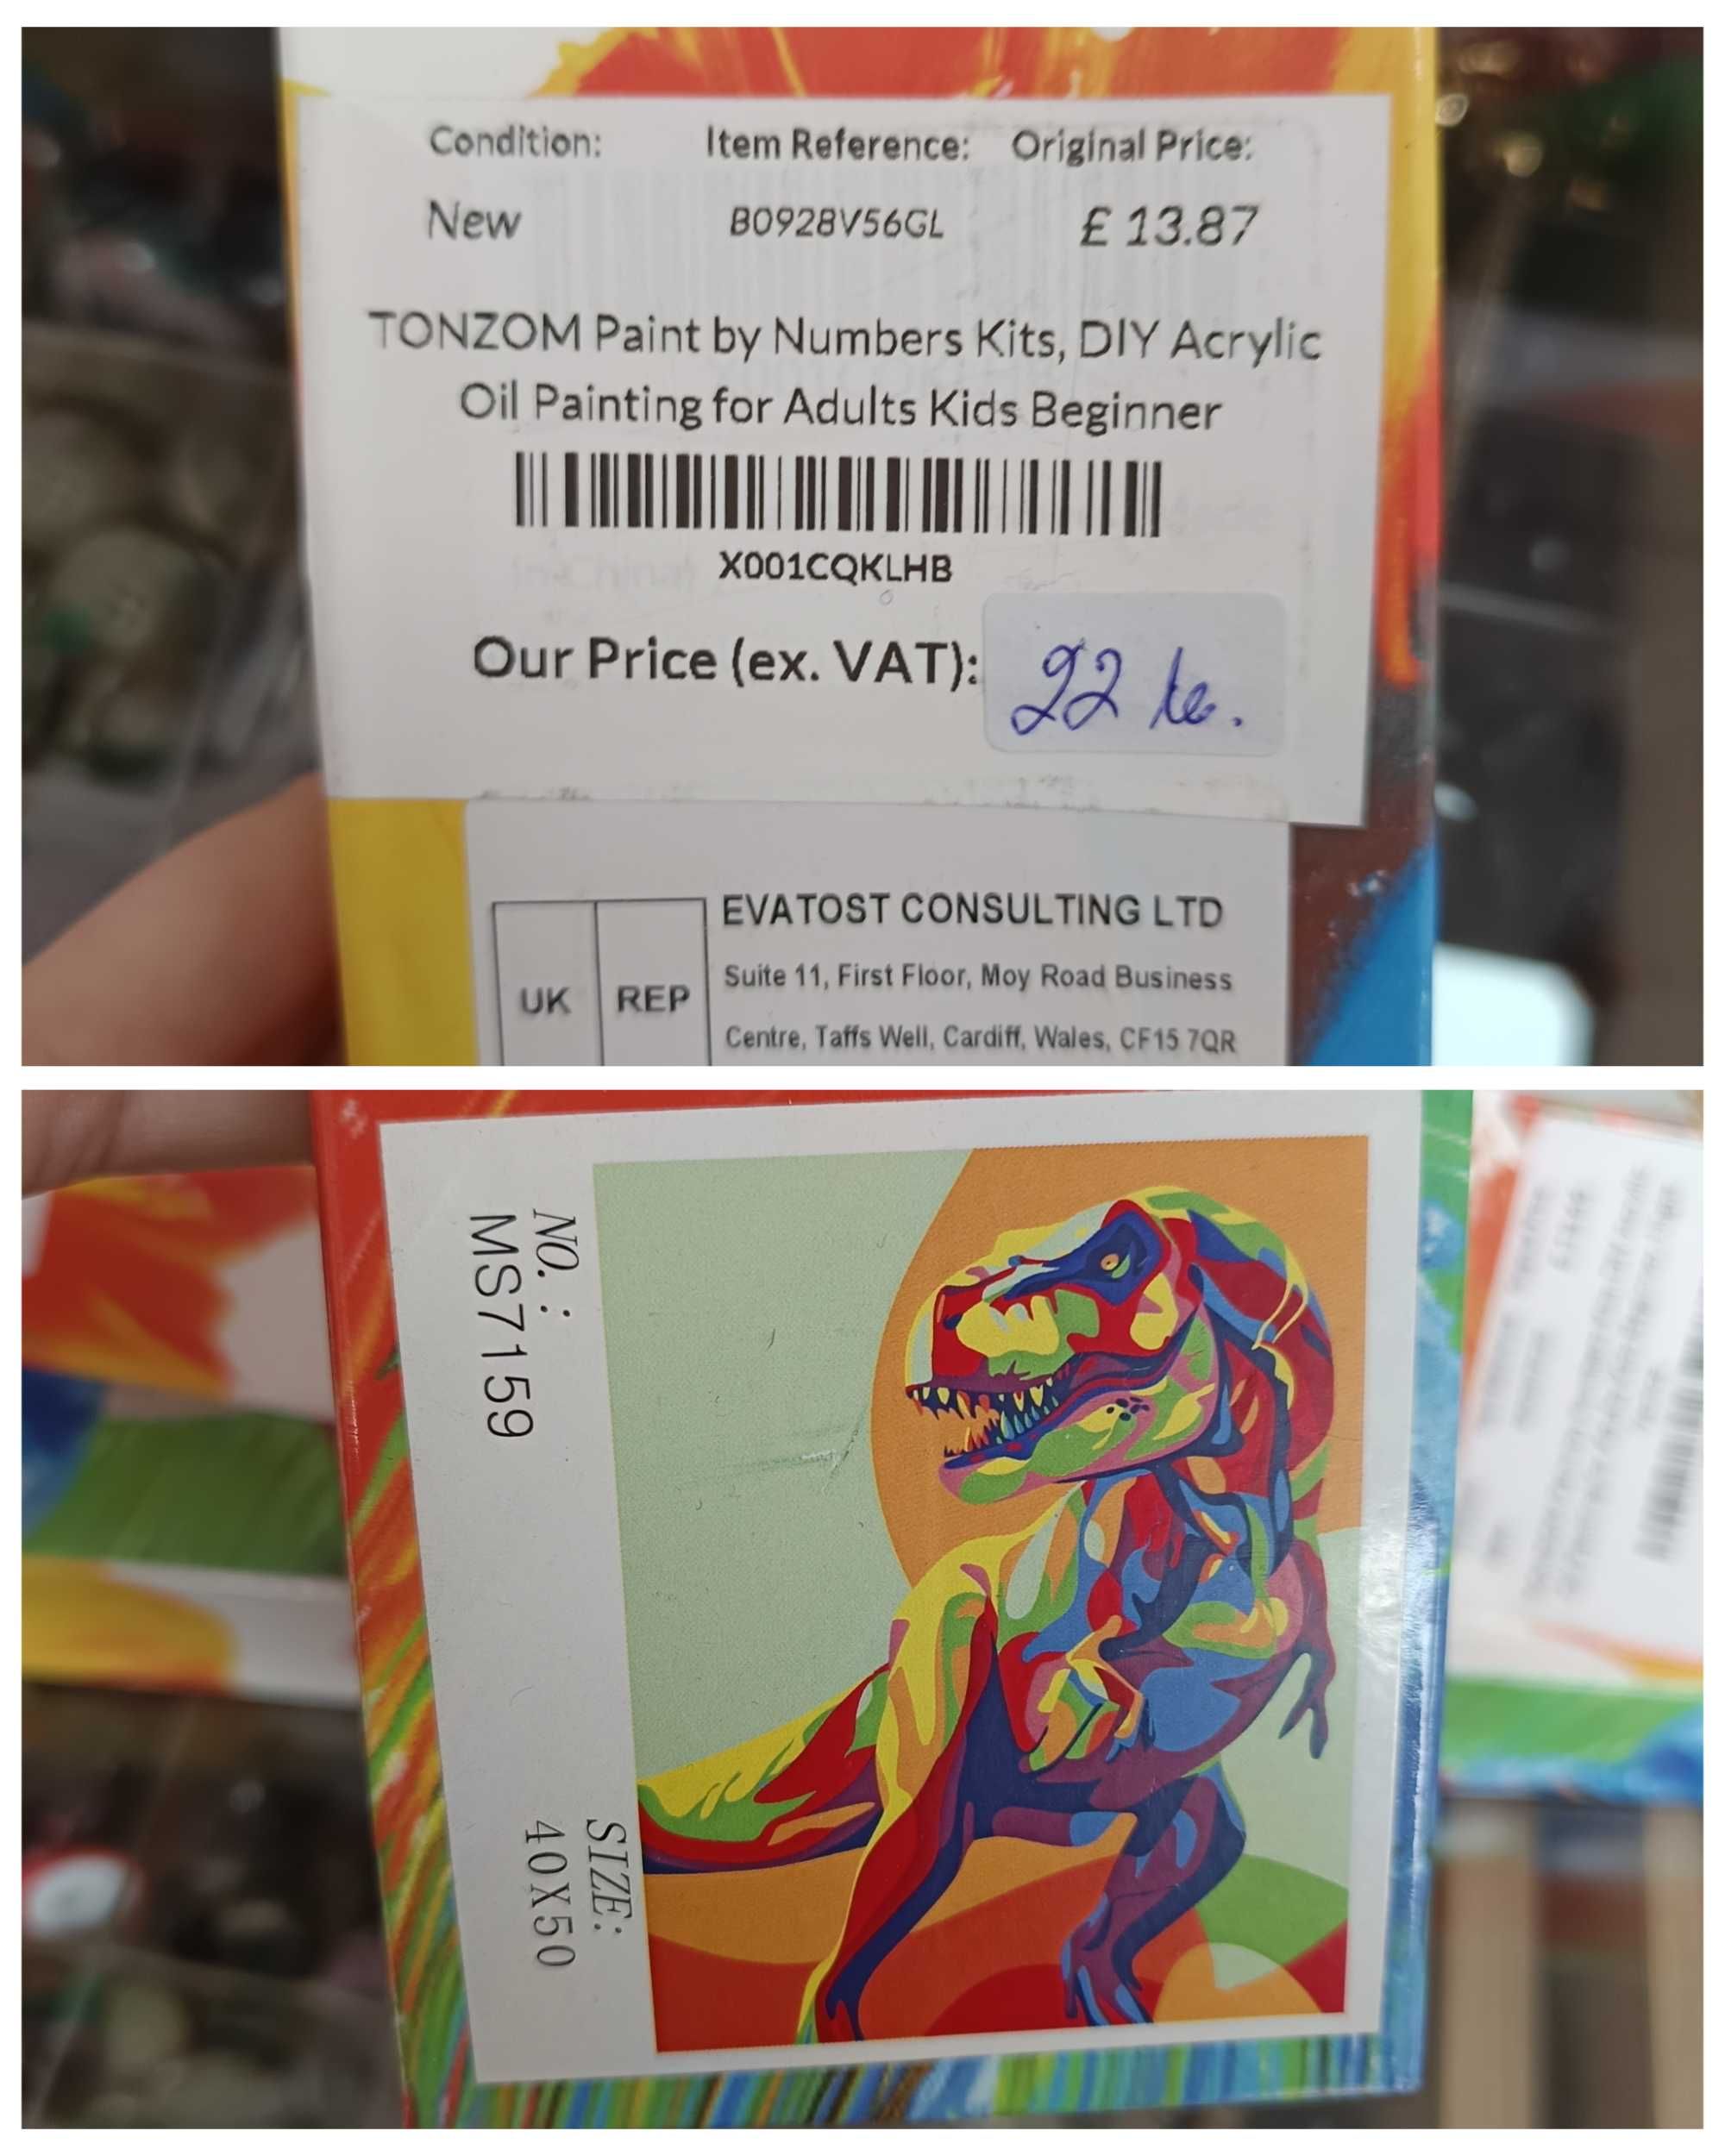 Condition: Item Reference: Original Price:
New B0928V56GL £ 13.87
TONZOM Paint by Numbers Kits, DIY Acrylic
Oil Painting for Adults Kids Beginner
X001CQKLHB
Our Price (ex. VAT): 22 лв.
EVATOST CONSULTING LTD
UK REP
Suite 11, First Floor, Moy Road Business
Centre, Taffs Well, Cardiff, Wales, CF15 7QR
NO.:
MS7159
SIZE:
40X50